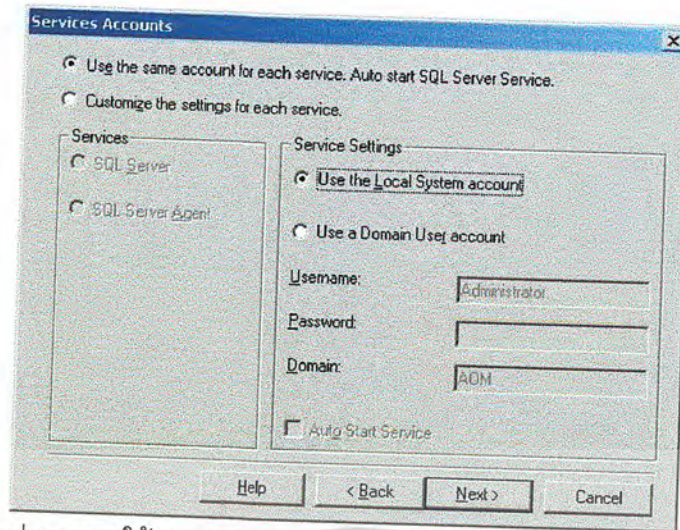 Services Accounts
Use the same account for each service. Auto start SQL Server Service.
Customize the settings for each service.
Services
SQL Server
SQL Server Agent
Service Settings
Use the Local System account
Use a Domain User account
Username:
Administrator
Password:
Domain:
AOM
Auto Start Service
Help
< Back
Next >
Cancel